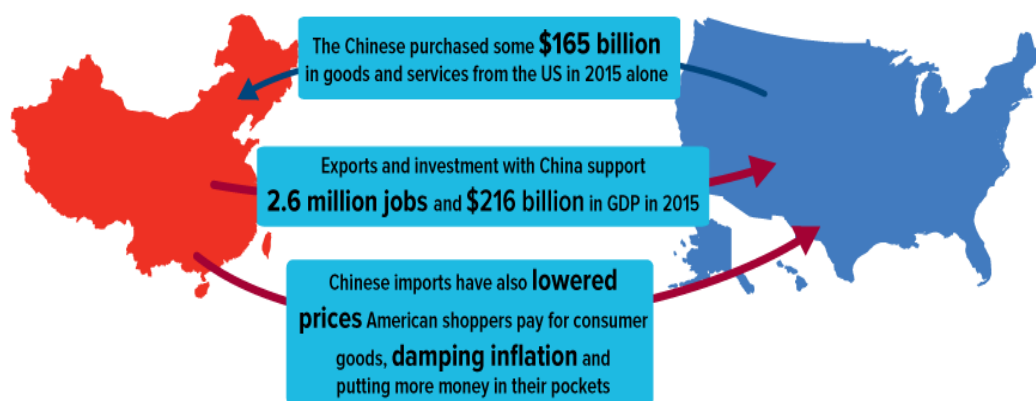 The Chinese purchased some $165 billion
in goods and services from the US in 2015 alone
Exports and investment with China support
2.6 million jobs and $216 billion in GDP in 2015
Chinese imports have also lowered
prices American shoppers pay for consumer
goods, damping inflation and
putting more money in their pockets